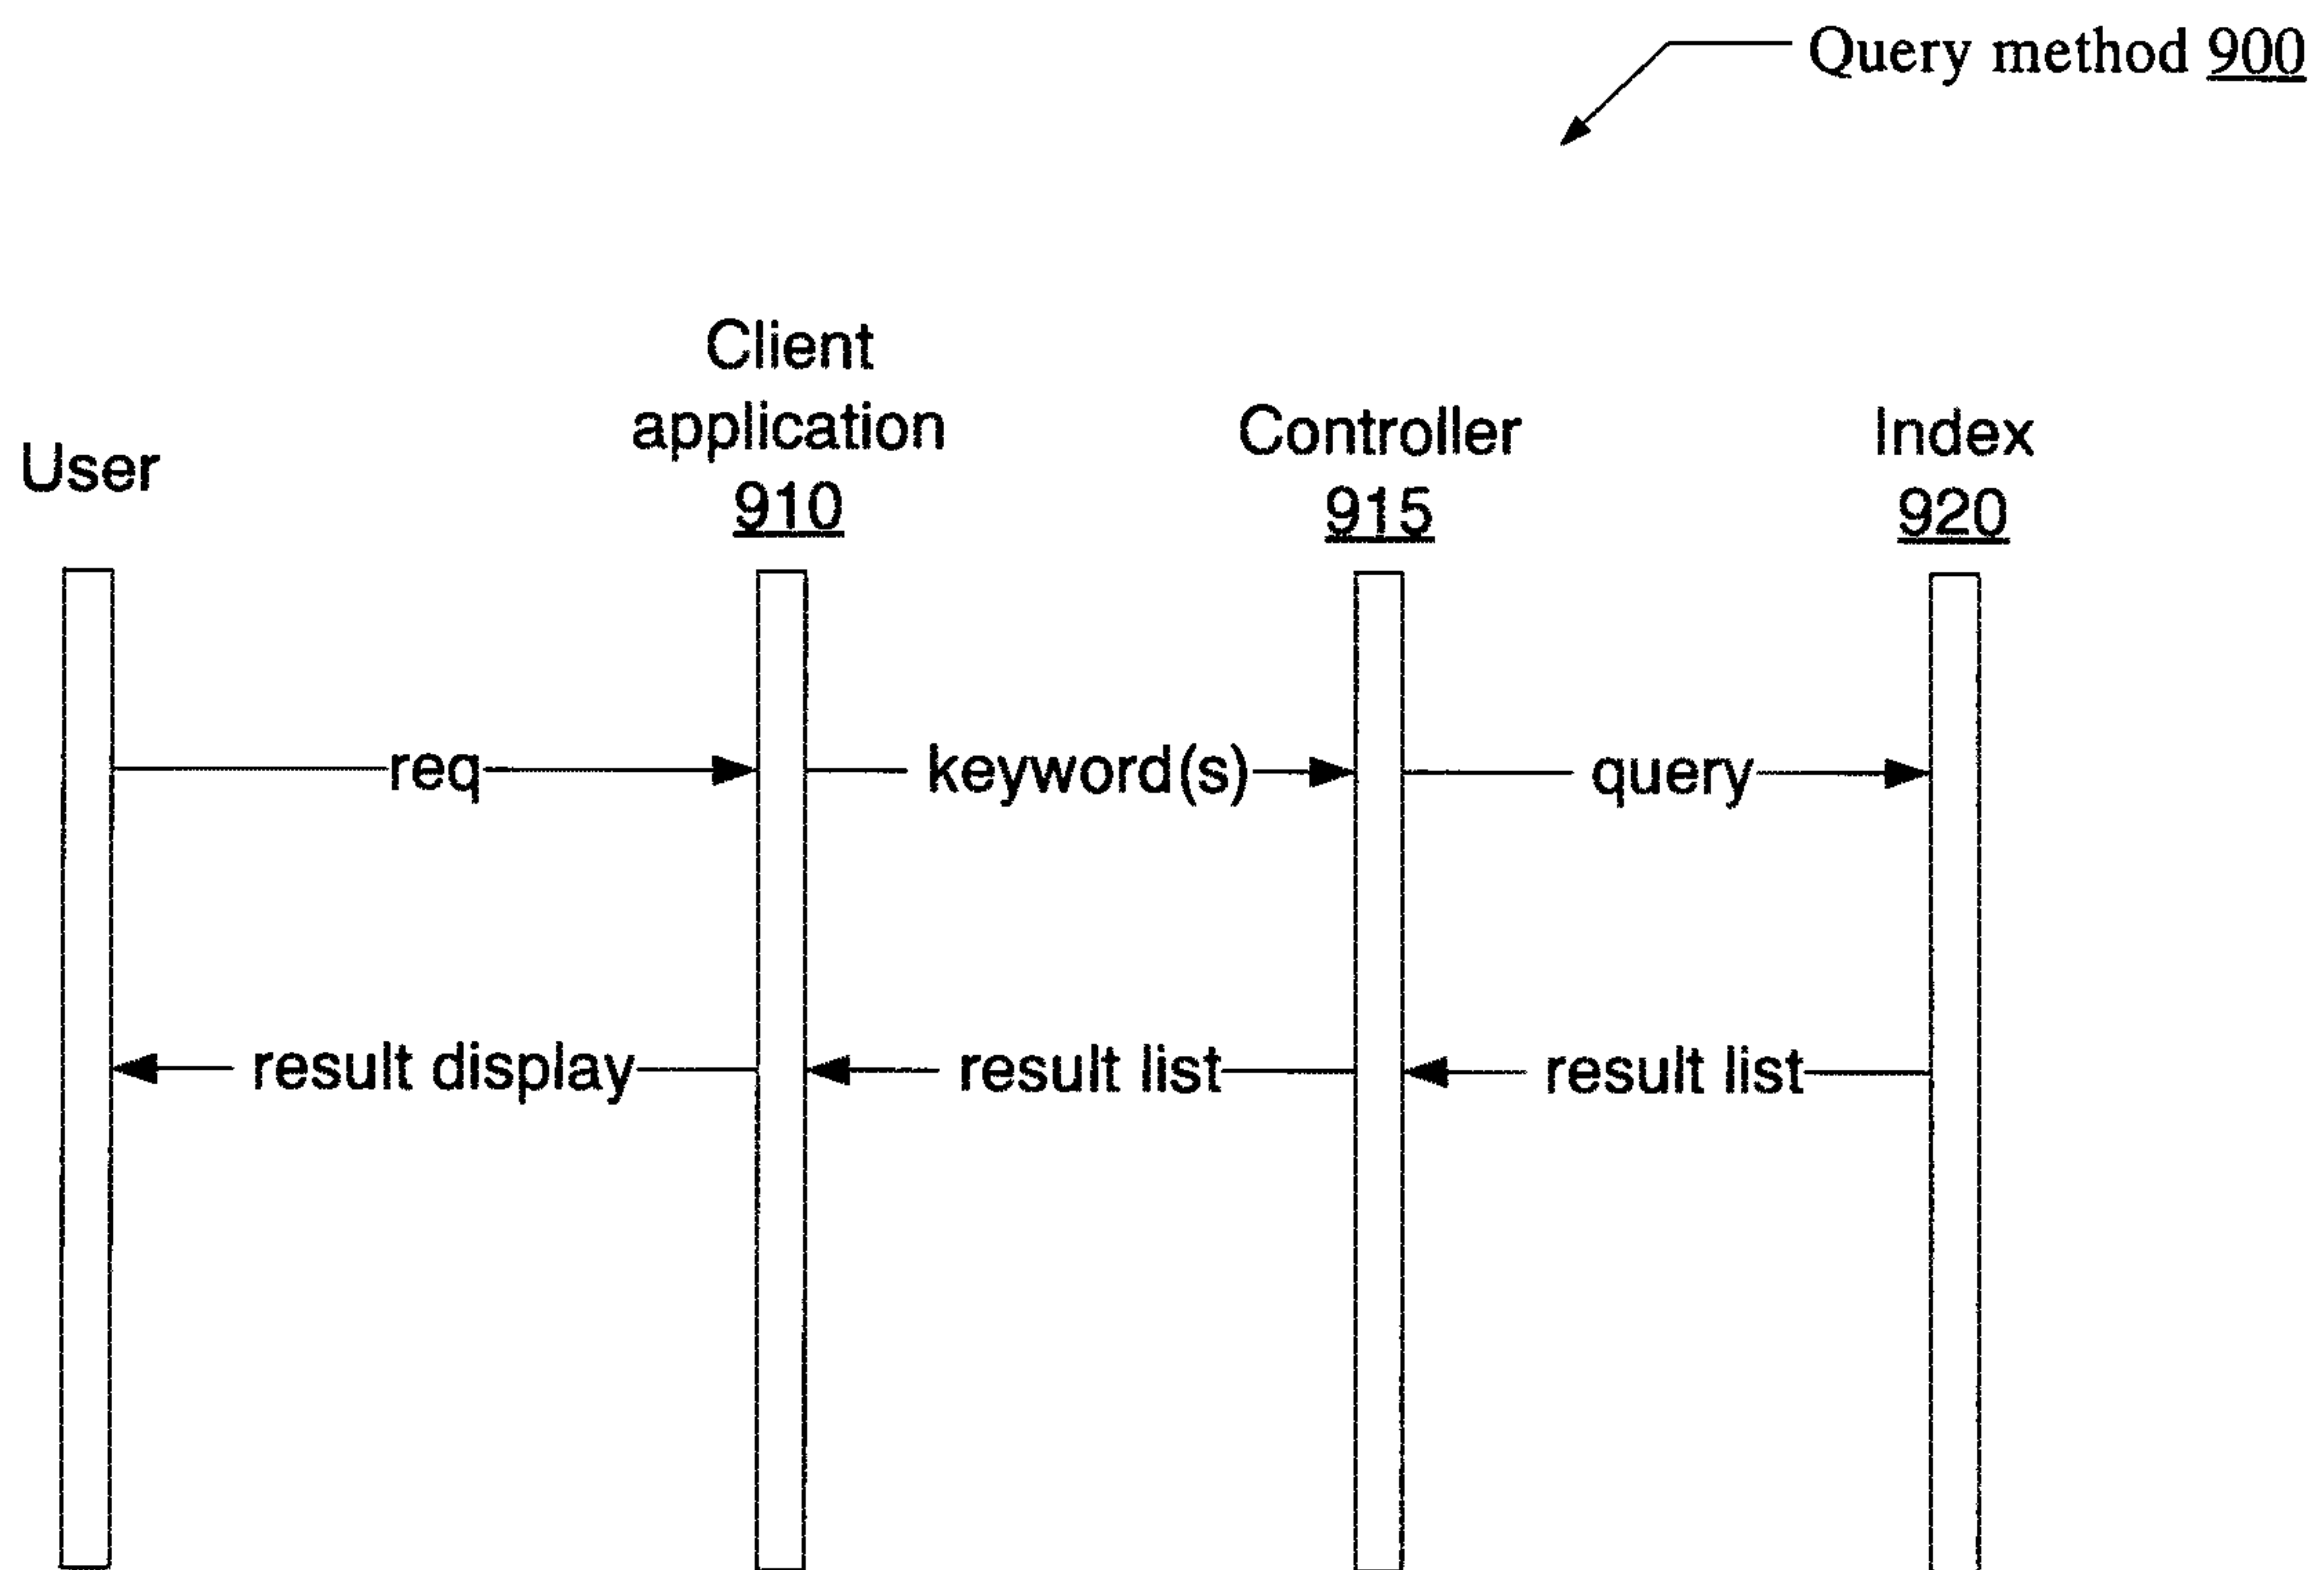 Query method 900
Client
application
910
User
Controller
915
Index
920
req
keyword(s)
query
result display
result list
result list